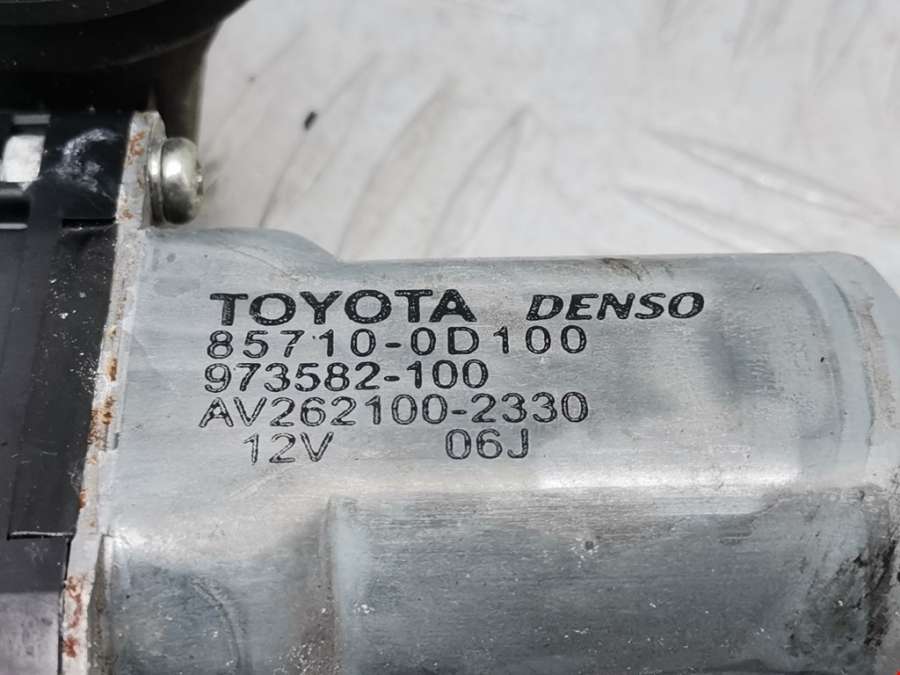 TOYOTA DENSO
85710-0D100
973582-100
AV262100-2330
12V 06J